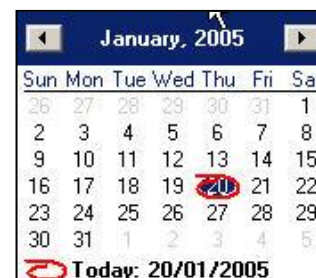 January, 2005
Sun Mon Tue Wed Thu Fri Sa
26 27 28 29 30 31 1
2 3 4 5 6 7 8
9 10 11 12 13 14 15
16 17 18 19 20 21 22
23 24 25 26 27 28 29
30 31 1 2 3 4 5
Today: 20/01/2005